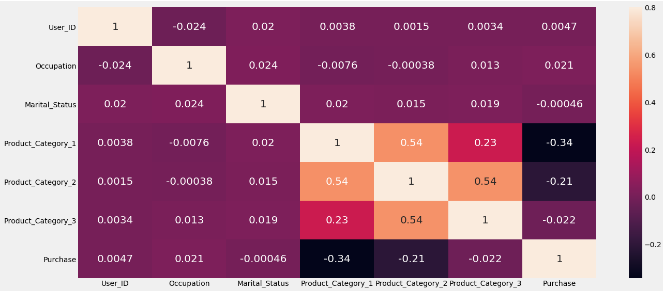 User_ID 1 -0.024 0.02 0.0038 0.0015 0.0034 0.0047
Occupation -0.024 1 0.024 -0.0076 -0.00038 0.013 0.021
Marital_Status 0.02 0.024 1 0.02 0.015 0.019 -0.00046
Product_Category_1 0.0038 -0.0076 0.02 1 0.54 0.23 -0.34
Product_Category_2 0.0015 -0.00038 0.015 0.54 1 0.54 -0.21
Product_Category_3 0.0034 0.013 0.019 0.23 0.54 1 -0.022
Purchase 0.0047 0.021 -0.00046 -0.34 -0.21 -0.022 1
User_ID Occupation Marital_Status Product_Category_1 Product_Category_2 Product_Category_3 Purchase
0.8
0.6
0.4
0.2
0.0
−0.2